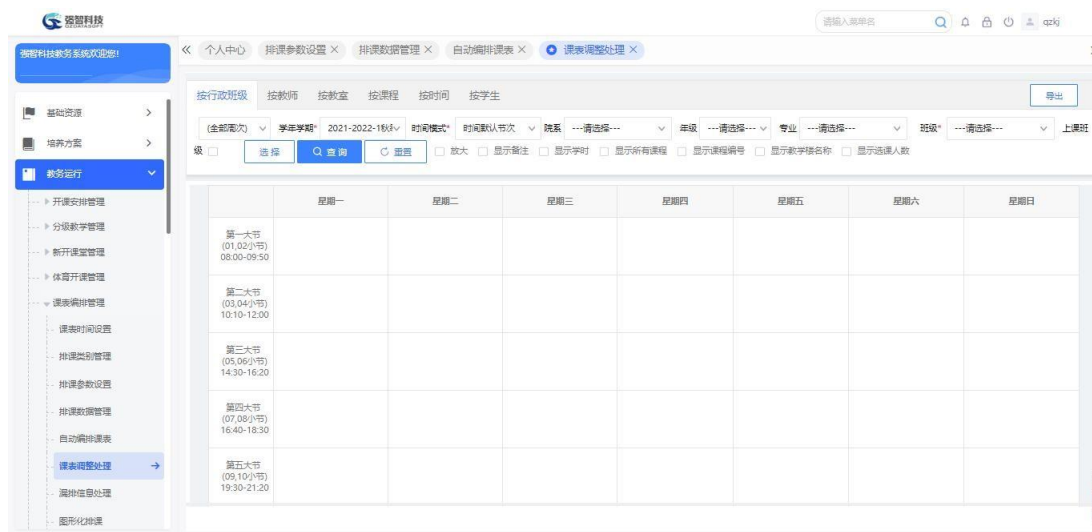 强智科技
QIZHIDATASOFT
请输入菜单名
qzkj
强智科技教务系统欢迎您!
个人中心 排课参数设置 排课数据管理 自动编排课表 课表调整处理
按行政班级 按教师 按教室 按课程 按时间 按学生
导出
(全部周次) 学年学期* 2021-2022-1秋 时间模式* 时间默认节次 院系 ---请选择--- 年级 ---请选择--- 专业 ---请选择--- 班级* ---请选择--- 上课班
级 选择 查询 重置 放大 显示备注 显示学时 显示所有课程 显示课程编号 显示教学楼名称 显示选课人数
基础资源
培养方案
教务运行
开课安排管理
分级教学管理
新开课堂管理
体育开课管理
课表编排管理
课表时间设置
排课类别管理
排课参数设置
排课数据管理
自动编排课表
课表调整处理
漏排信息处理
图形化排课
星期一 星期二 星期三 星期四 星期五 星期六 星期日
第一大节
(01,02小节)
08:00-09:50
第二大节
(03,04小节)
10:10-12:00
第三大节
(05,06小节)
14:30-16:20
第四大节
(07,08小节)
16:40-18:30
第五大节
(09,10小节)
19:30-21:20